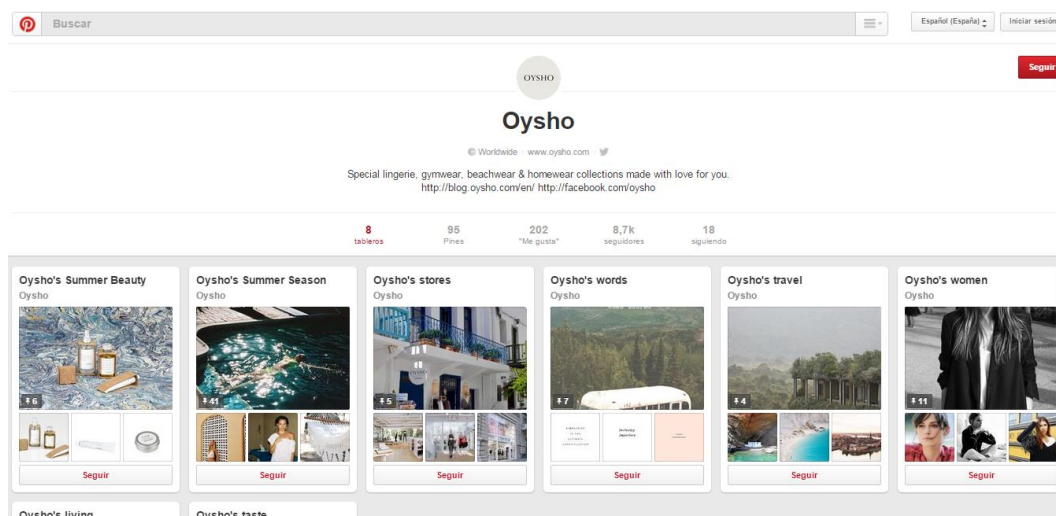 Buscar
Español (España)
Iniciar sesión
OYSHO
Seguir
Oysho
Worldwide · www.oysho.com ·
Special lingerie, gymwear, beachwear & homewear collections made with love for you.
http://blog.oysho.com/en/ http://facebook.com/oysho
8 95 202 8,7k 18
tableros Pines "Me gusta" seguidores siguiendo
Oysho's Summer Beauty
Oysho
6
Seguir
Oysho's Summer Season
Oysho
41
Seguir
Oysho's stores
Oysho
OYSHO
5
Seguir
Oysho's words
Oysho
7
Seguir
Oysho's travel
Oysho
4
Seguir
Oysho's women
Oysho
11
Seguir
Oysho's living
Oysho's taste